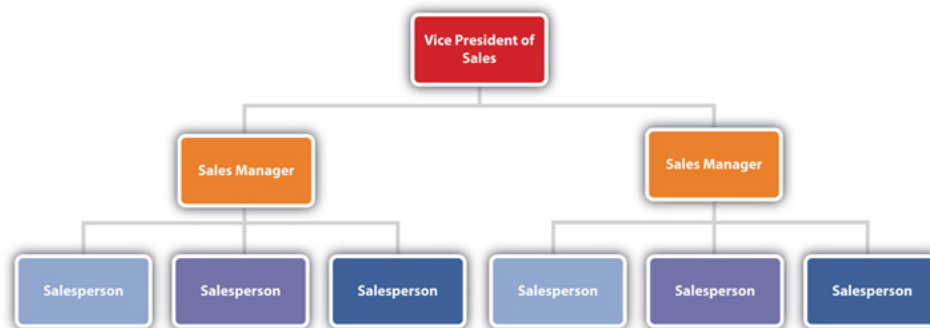 Vice President of
Sales
Sales Manager
Sales Manager
Salesperson
Salesperson
Salesperson
Salesperson
Salesperson
Salesperson